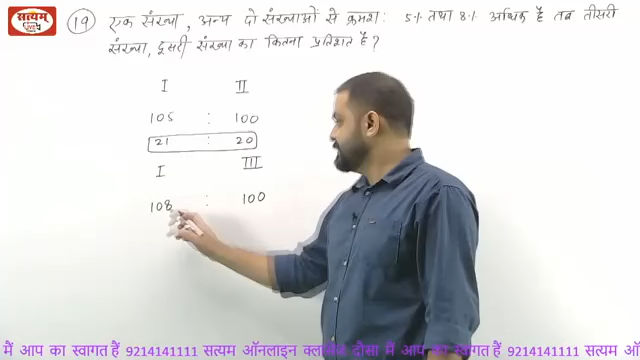 सत्यम्
19 एक संख्या, अन्य दो संख्याओं से क्रमश: 5% तथा 8% अधिक है तब तीसरी
संख्या, दूसरी संख्या का कितना प्रतिशत है?
I II
105 : 100
21 : 20
I III
108 : 100
में आप का स्वागत हैं 9214141111 सत्यम ऑनलाइन क्लासेज दौसा में आप का स्वागत हैं 9214141111 सत्यम ऑ